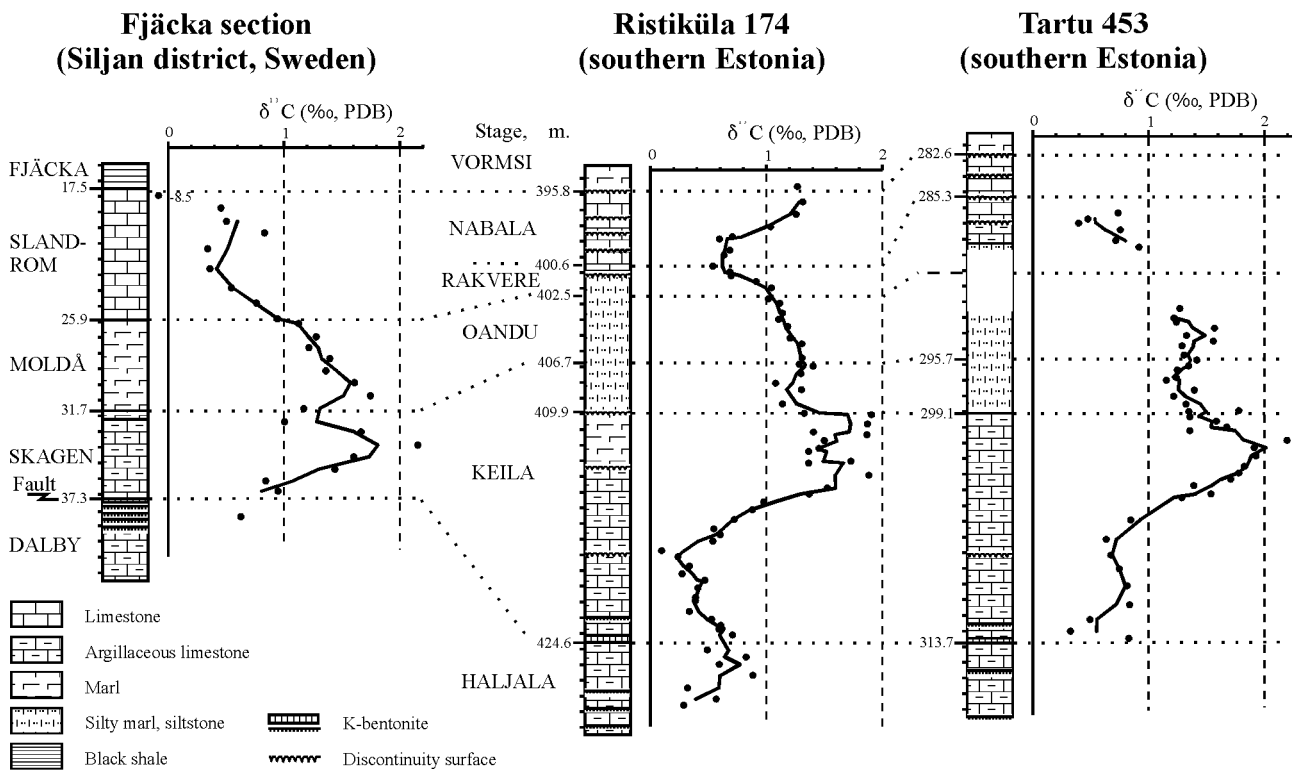 Fjäcka section
(Siljan district, Sweden)
Ristiküla 174
(southern Estonia)
Tartu 453
(southern Estonia)
δ¹³C (‰, PDB)
0 1 2
FJÄCKA
17.5
-8.5
SLAND-
ROM
25.9
MOLDÅ
31.7
SKAGEN
Fault
37.3
DALBY
Stage, m.
δ¹³C (‰, PDB)
0 1 2
VORMSI
395.8
NABALA
400.6
RAKVERE
402.5
OANDU
406.7
409.9
KEILA
424.6
HALJALA
δ¹³C (‰, PDB)
0 1 2
282.6
285.3
295.7
299.1
313.7
Limestone
Argillaceous limestone
Marl
Silty marl, siltstone
Black shale
K-bentonite
Discontinuity surface